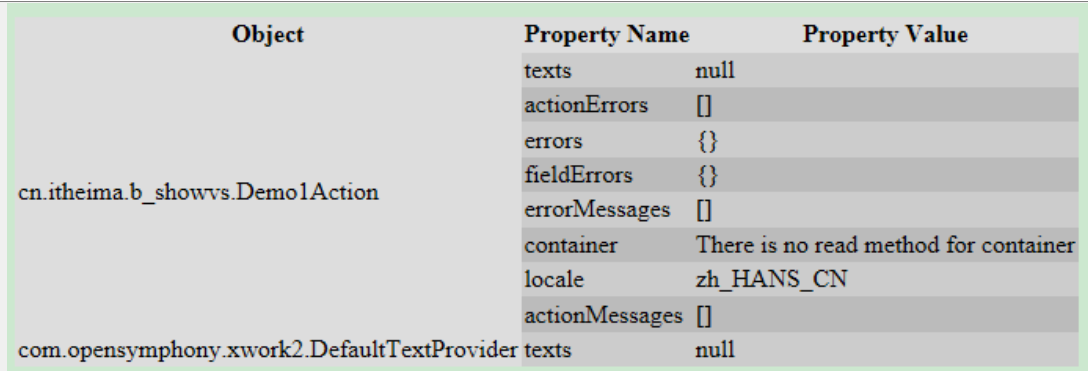 Object Property Name Property Value
texts null
actionErrors []
errors {}
fieldErrors {}
cn.itheima.b_showvs.Demo1Action
errorMessages []
container There is no read method for container
locale zh_HANS_CN
actionMessages []
com.opensymphony.xwork2.DefaultTextProvider texts null